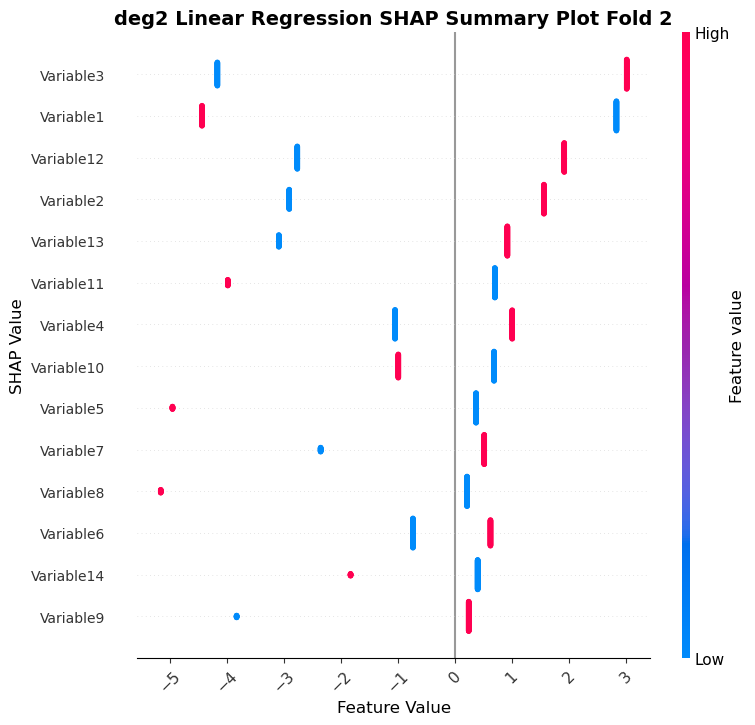 deg2 Linear Regression SHAP Summary Plot Fold 2
High
Variable3
Variable1
Variable12
Variable2
Variable13
Variable11
Variable4
Variable10
Variable5
Variable7
Variable8
Variable6
Variable14
Variable9
SHAP Value
Feature value
Low
−5
−4
−3
−2
−1
0
1
2
3
Feature Value